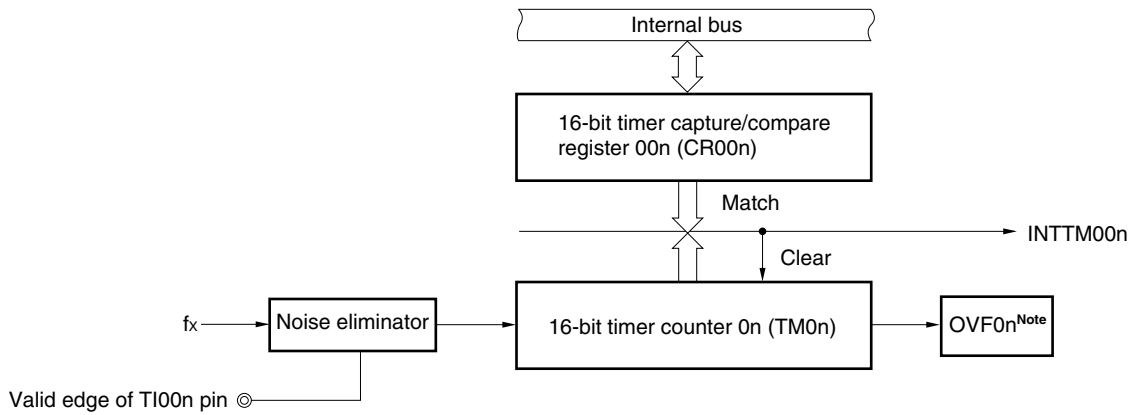 Internal bus
16-bit timer capture/compare
register 00n (CR00n)
Match
INTTM00n
Clear
fx
Noise eliminator
16-bit timer counter 0n (TM0n)
OVF0nNote
Valid edge of TI00n pin